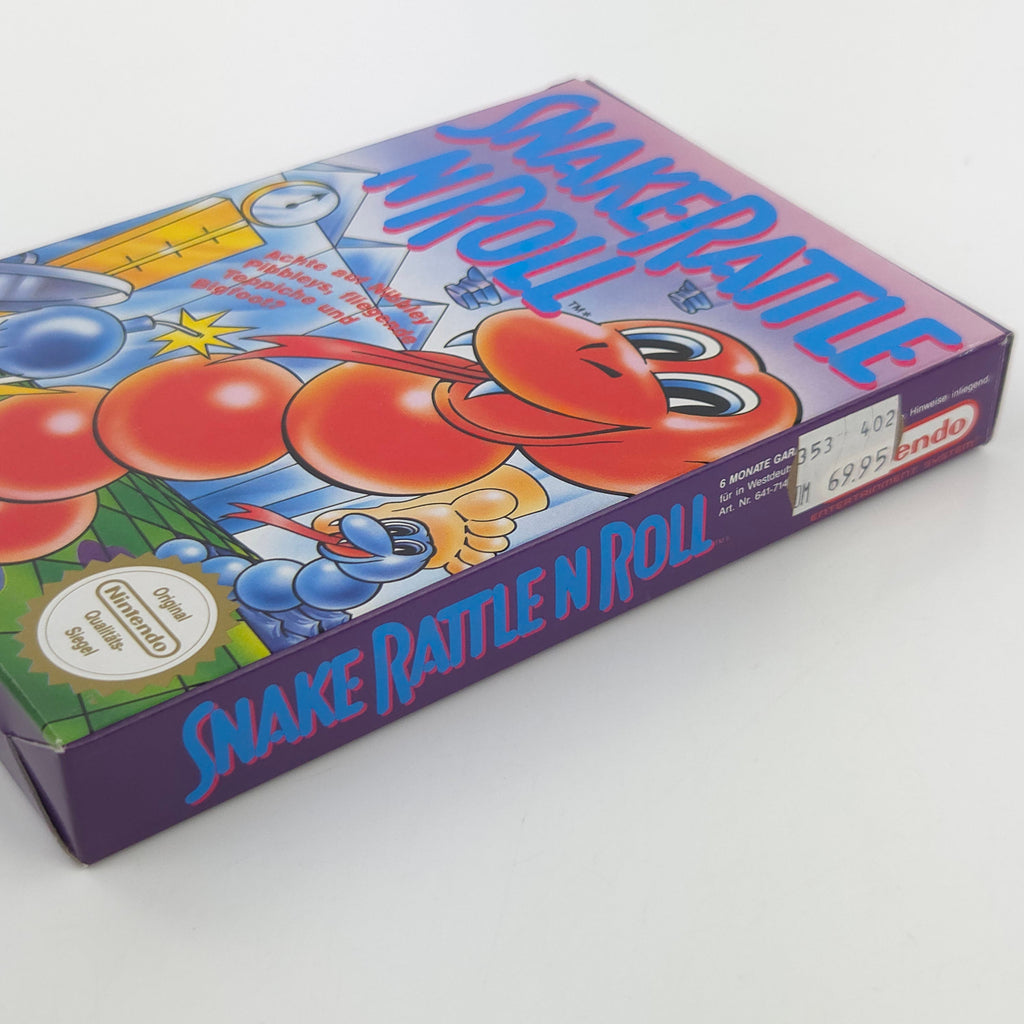 SNAKE RATTLE
N ROLL
TM*
Achte auf Nibbley
Pibbleys, fliegende
Teppiche und
Bigfoot!
Original
Nintendo
Qualitäts-
Siegel
SNAKE RATTLE N ROLL
6 MONATE GAR
für in Westdeut
Art. Nr. 641-714
353 402
DM 69.95
Hinweise inliegend.
endo
ENTERTAINMENT SYSTEM